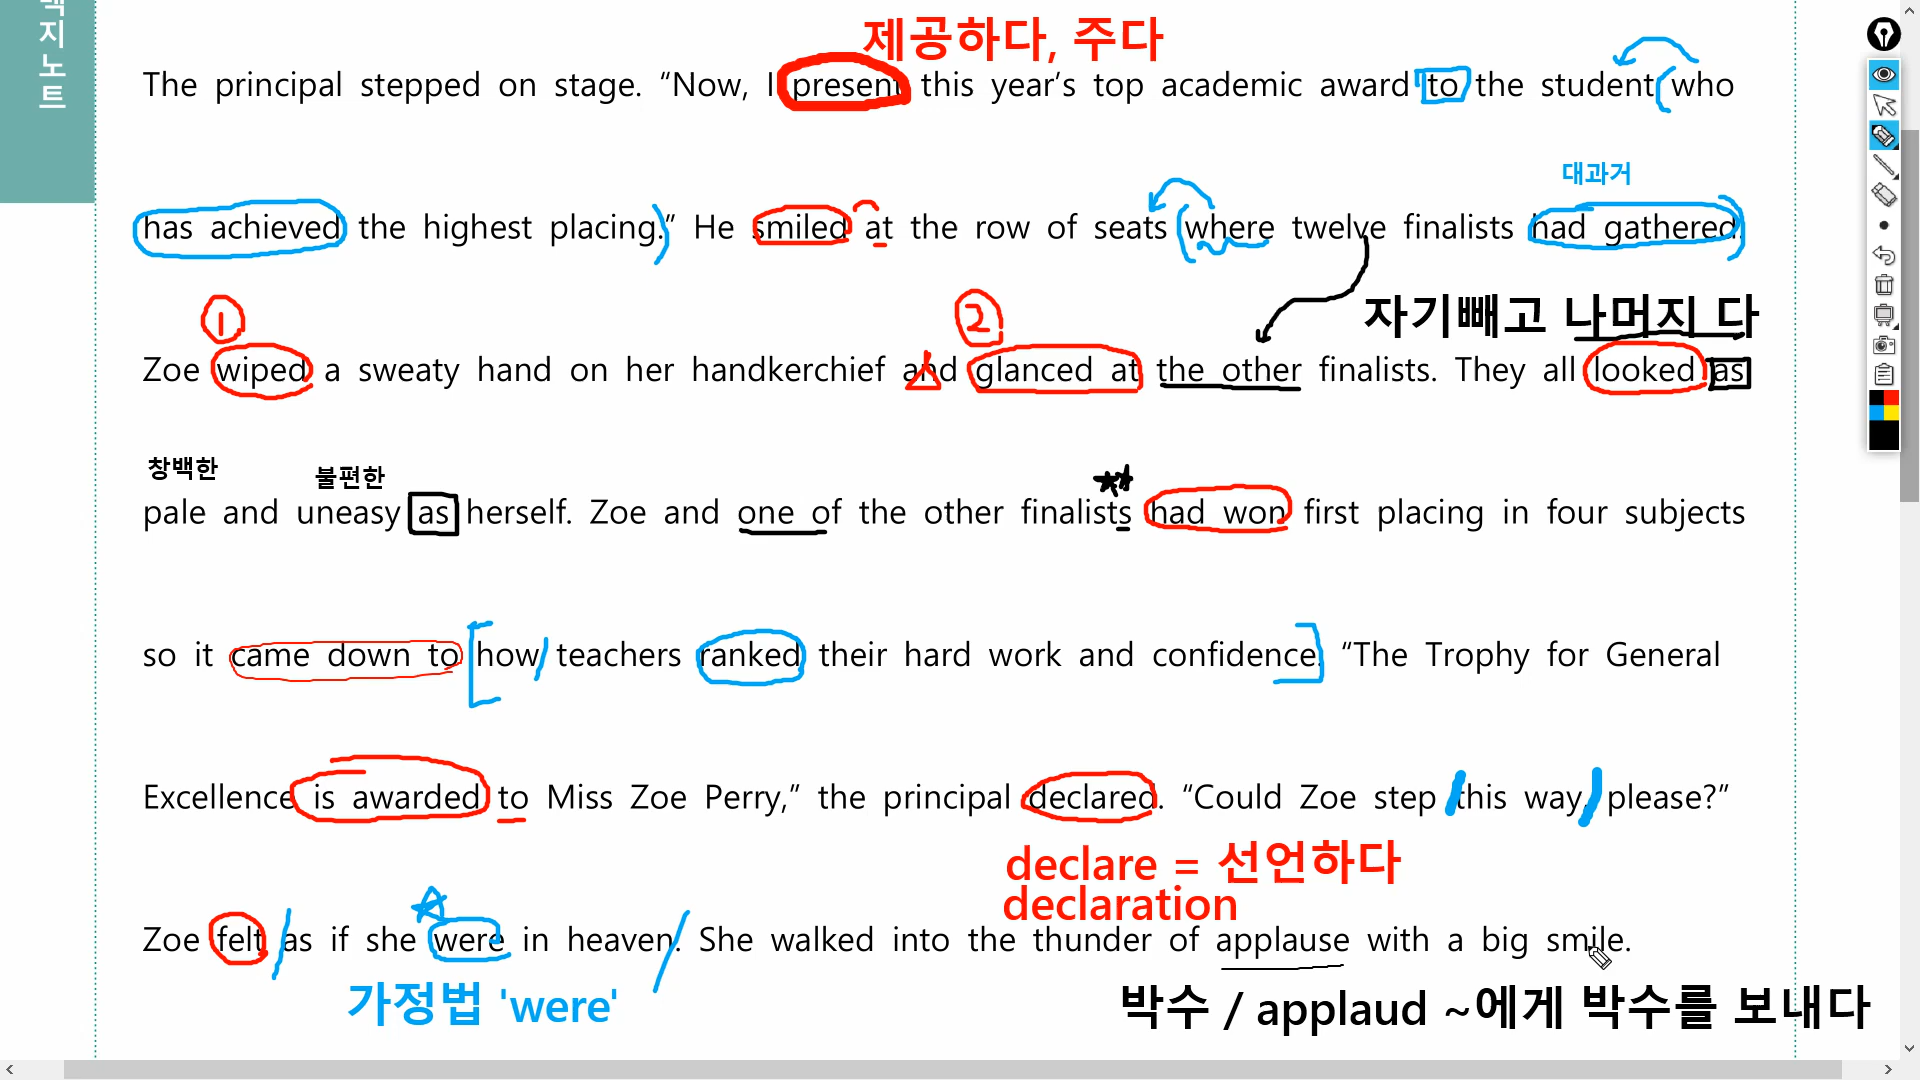 백지노트
제공하다, 주다
The principal stepped on stage. “Now, I present this year’s top academic award to the student who
대과거
has achieved the highest placing.” He smiled at the row of seats where twelve finalists had gathered.
① ②
자기빼고 나머지 다
Zoe wiped a sweaty hand on her handkerchief and glanced at the other finalists. They all looked as
창백한 불편한
pale and uneasy as herself. Zoe and one of the other finalists had won first placing in four subjects
so it came down to how teachers ranked their hard work and confidence. “The Trophy for General
Excellence is awarded to Miss Zoe Perry,” the principal declared. “Could Zoe step this way, please?”
declare = 선언하다
declaration
Zoe felt as if she were in heaven. She walked into the thunder of applause with a big smile.
가정법 'were'
박수 / applaud ~에게 박수를 보내다